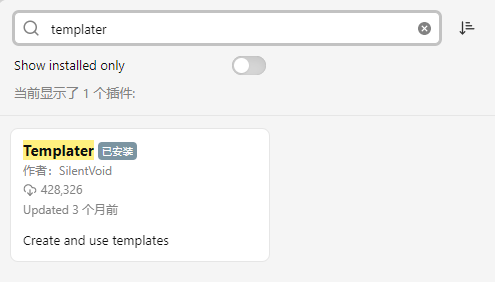 templater
Show installed only
当前显示了 1 个插件:
Templater 已安装
作者：SilentVoid
428,326
Updated 3 个月前
Create and use templates